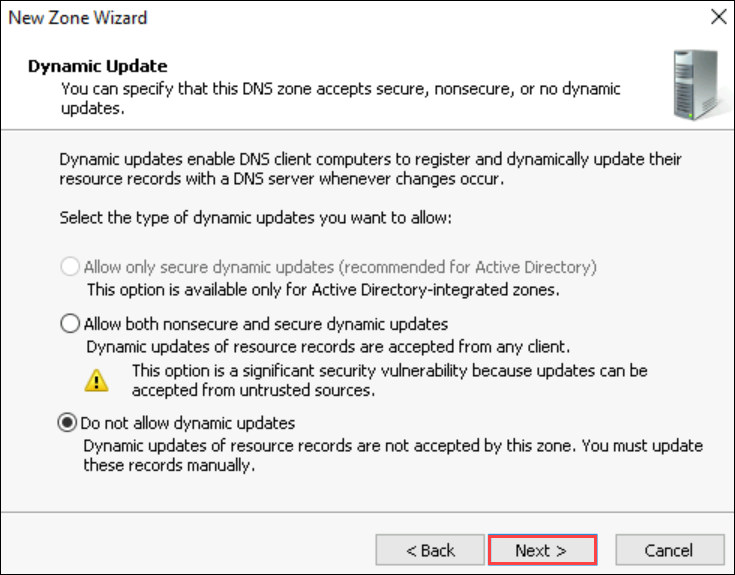 New Zone Wizard
Dynamic Update
You can specify that this DNS zone accepts secure, nonsecure, or no dynamic
updates.
Dynamic updates enable DNS client computers to register and dynamically update their
resource records with a DNS server whenever changes occur.
Select the type of dynamic updates you want to allow:
Allow only secure dynamic updates (recommended for Active Directory)
This option is available only for Active Directory-integrated zones.
Allow both nonsecure and secure dynamic updates
Dynamic updates of resource records are accepted from any client.
This option is a significant security vulnerability because updates can be
accepted from untrusted sources.
Do not allow dynamic updates
Dynamic updates of resource records are not accepted by this zone. You must update
these records manually.
< Back Next > Cancel